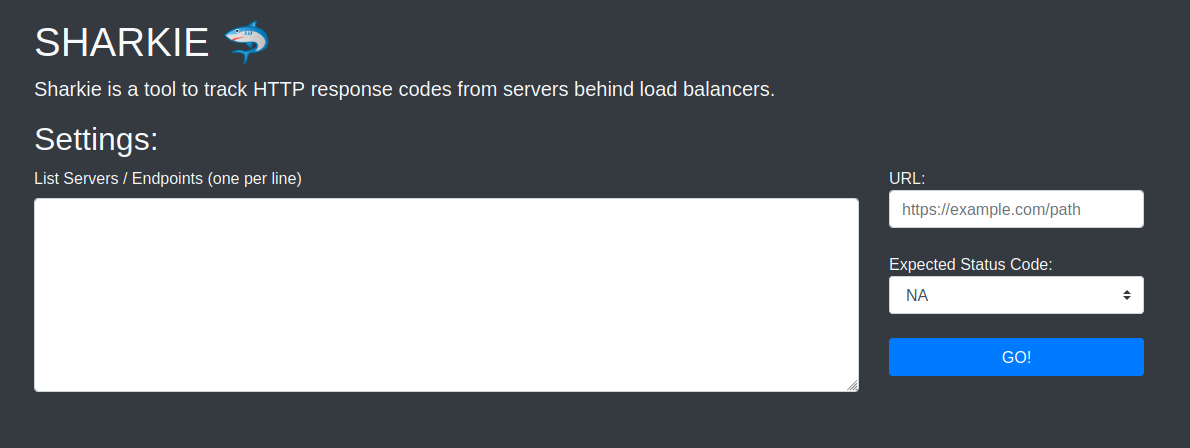 SHARKIE
Sharkie is a tool to track HTTP response codes from servers behind load balancers.
Settings:
List Servers / Endpoints (one per line)
URL:
https://example.com/path
Expected Status Code:
NA
GO!